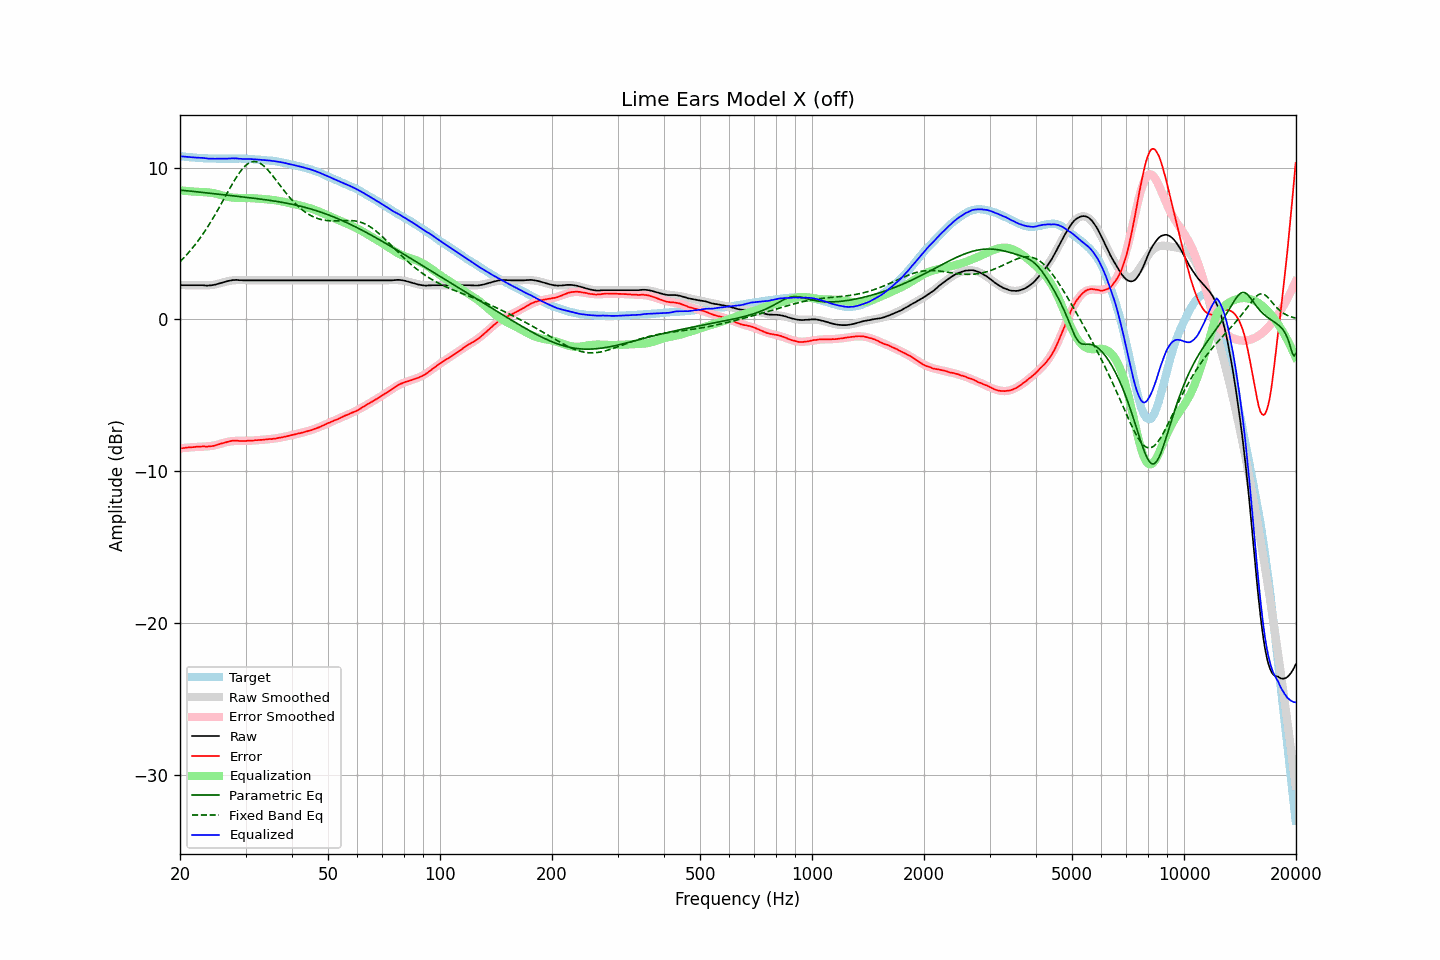 Lime Ears Model X (off)
10
0
−10
−20
−30
Amplitude (dBr)
Target
Raw Smoothed
Error Smoothed
Raw
Error
Equalization
Parametric Eq
Fixed Band Eq
Equalized
20 50 100 200 500 1000 2000 5000 10000 20000
Frequency (Hz)